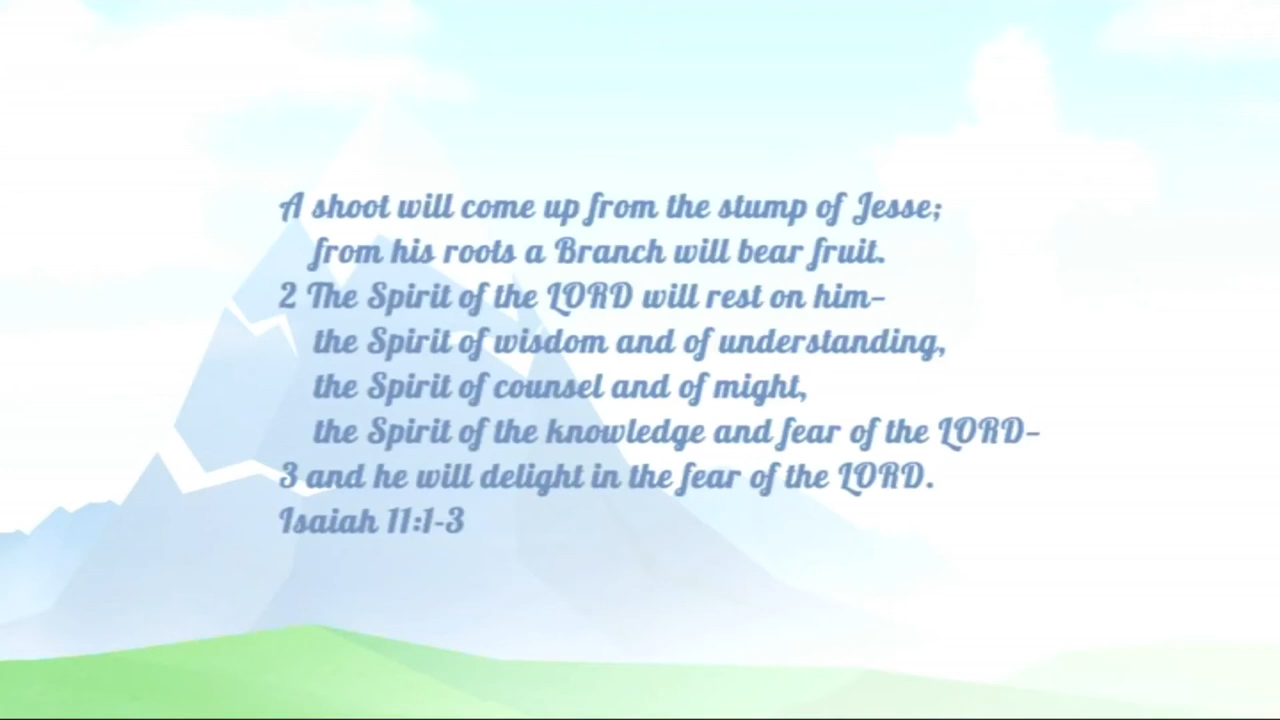 A shoot will come up from the stump of Jesse;
from his roots a Branch will bear fruit.
2 The Spirit of the LORD will rest on him–
the Spirit of wisdom and of understanding,
the Spirit of counsel and of might,
the Spirit of the knowledge and fear of the LORD–
3 and he will delight in the fear of the LORD.
Isaiah 11:1-3